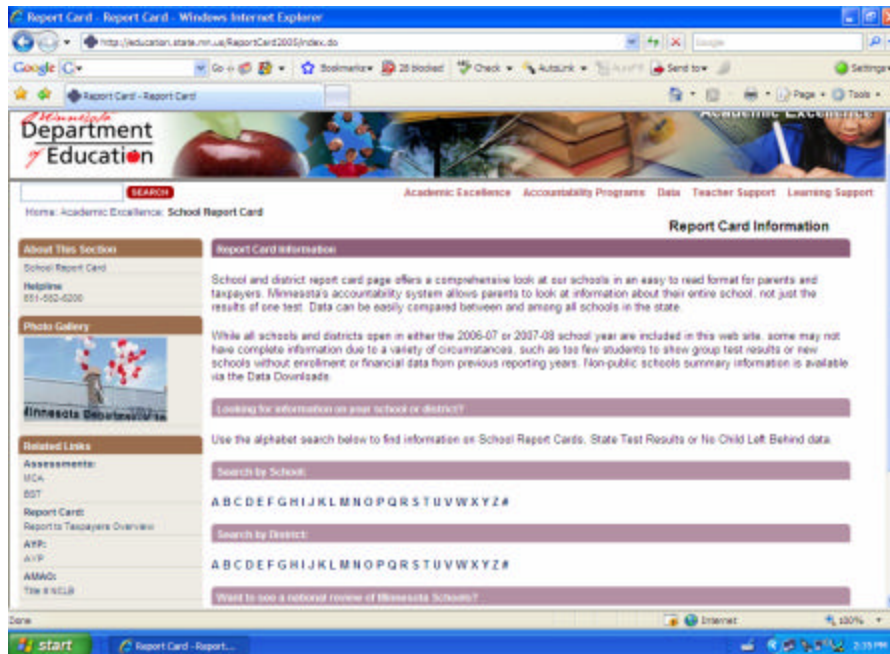 Report Card - Report Card - Windows Internet Explorer
http://education.state.mn.us/ReportCard2005/index.do
Google
Google G
Go
Bookmarks
28 blocked
Check
AutoLink
AutoFill
Send to
Settings
Report Card - Report Card
Page
Tools
Minnesota
Department
of Education
Academic Excellence
SEARCH
Academic Excellence Accountability Programs Data Teacher Support Learning Support
Home: Academic Excellence: School Report Card
Report Card Information
About This Section
School Report Card
Helpline
651-582-8200
Photo Gallery
Minnesota Department
Related Links
Assessments:
MCA
BST
Report Card:
Report to Taxpayers Overview
AYP:
AYP
AMAO:
Report Card Information
School and district report card page offers a comprehensive look at our schools in an easy to read format for parents and
taxpayers. Minnesota's accountability system allows parents to look at information about their entire school, not just the
results of one test. Data can be easily compared between and among all schools in the state.
While all schools and districts open in either the 2006-07 or 2007-08 school year are included in this web site, some may not
have complete information due to a variety of circumstances, such as too few students to show group test results or new
schools without enrollment or financial data from previous reporting years. Non-public schools summary information is available
via the Data Downloads.
Looking for information on your school or district?
Use the alphabet search below to find information on School Report Cards, State Test Results or No Child Left Behind data.
Search by School:
A B C D E F G H I J K L M N O P Q R S T U V W X Y Z #
Search by District:
A B C D E F G H I J K L M N O P Q R S T U V W X Y Z #
Want to see a national review of Minnesota Schools?
Done
Internet
100%
start
Report Card - Report...
2:35 PM